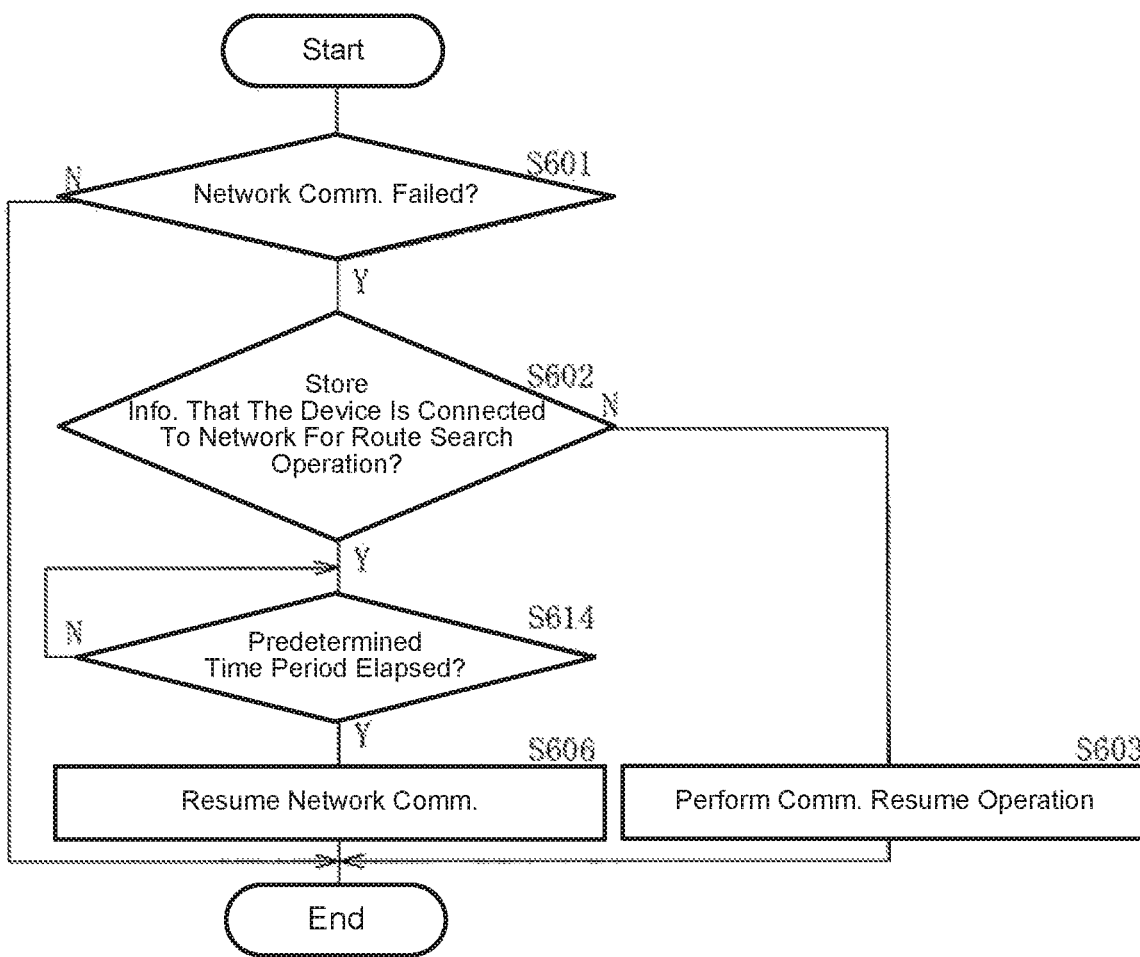 Start
S601
N
Network Comm. Failed?
Y
S602
Store
Info. That The Device Is Connected
To Network For Route Search
Operation?
N
Y
S614
N
Predetermined
Time Period Elapsed?
Y
S606
S603
Resume Network Comm.
Perform Comm. Resume Operation
End